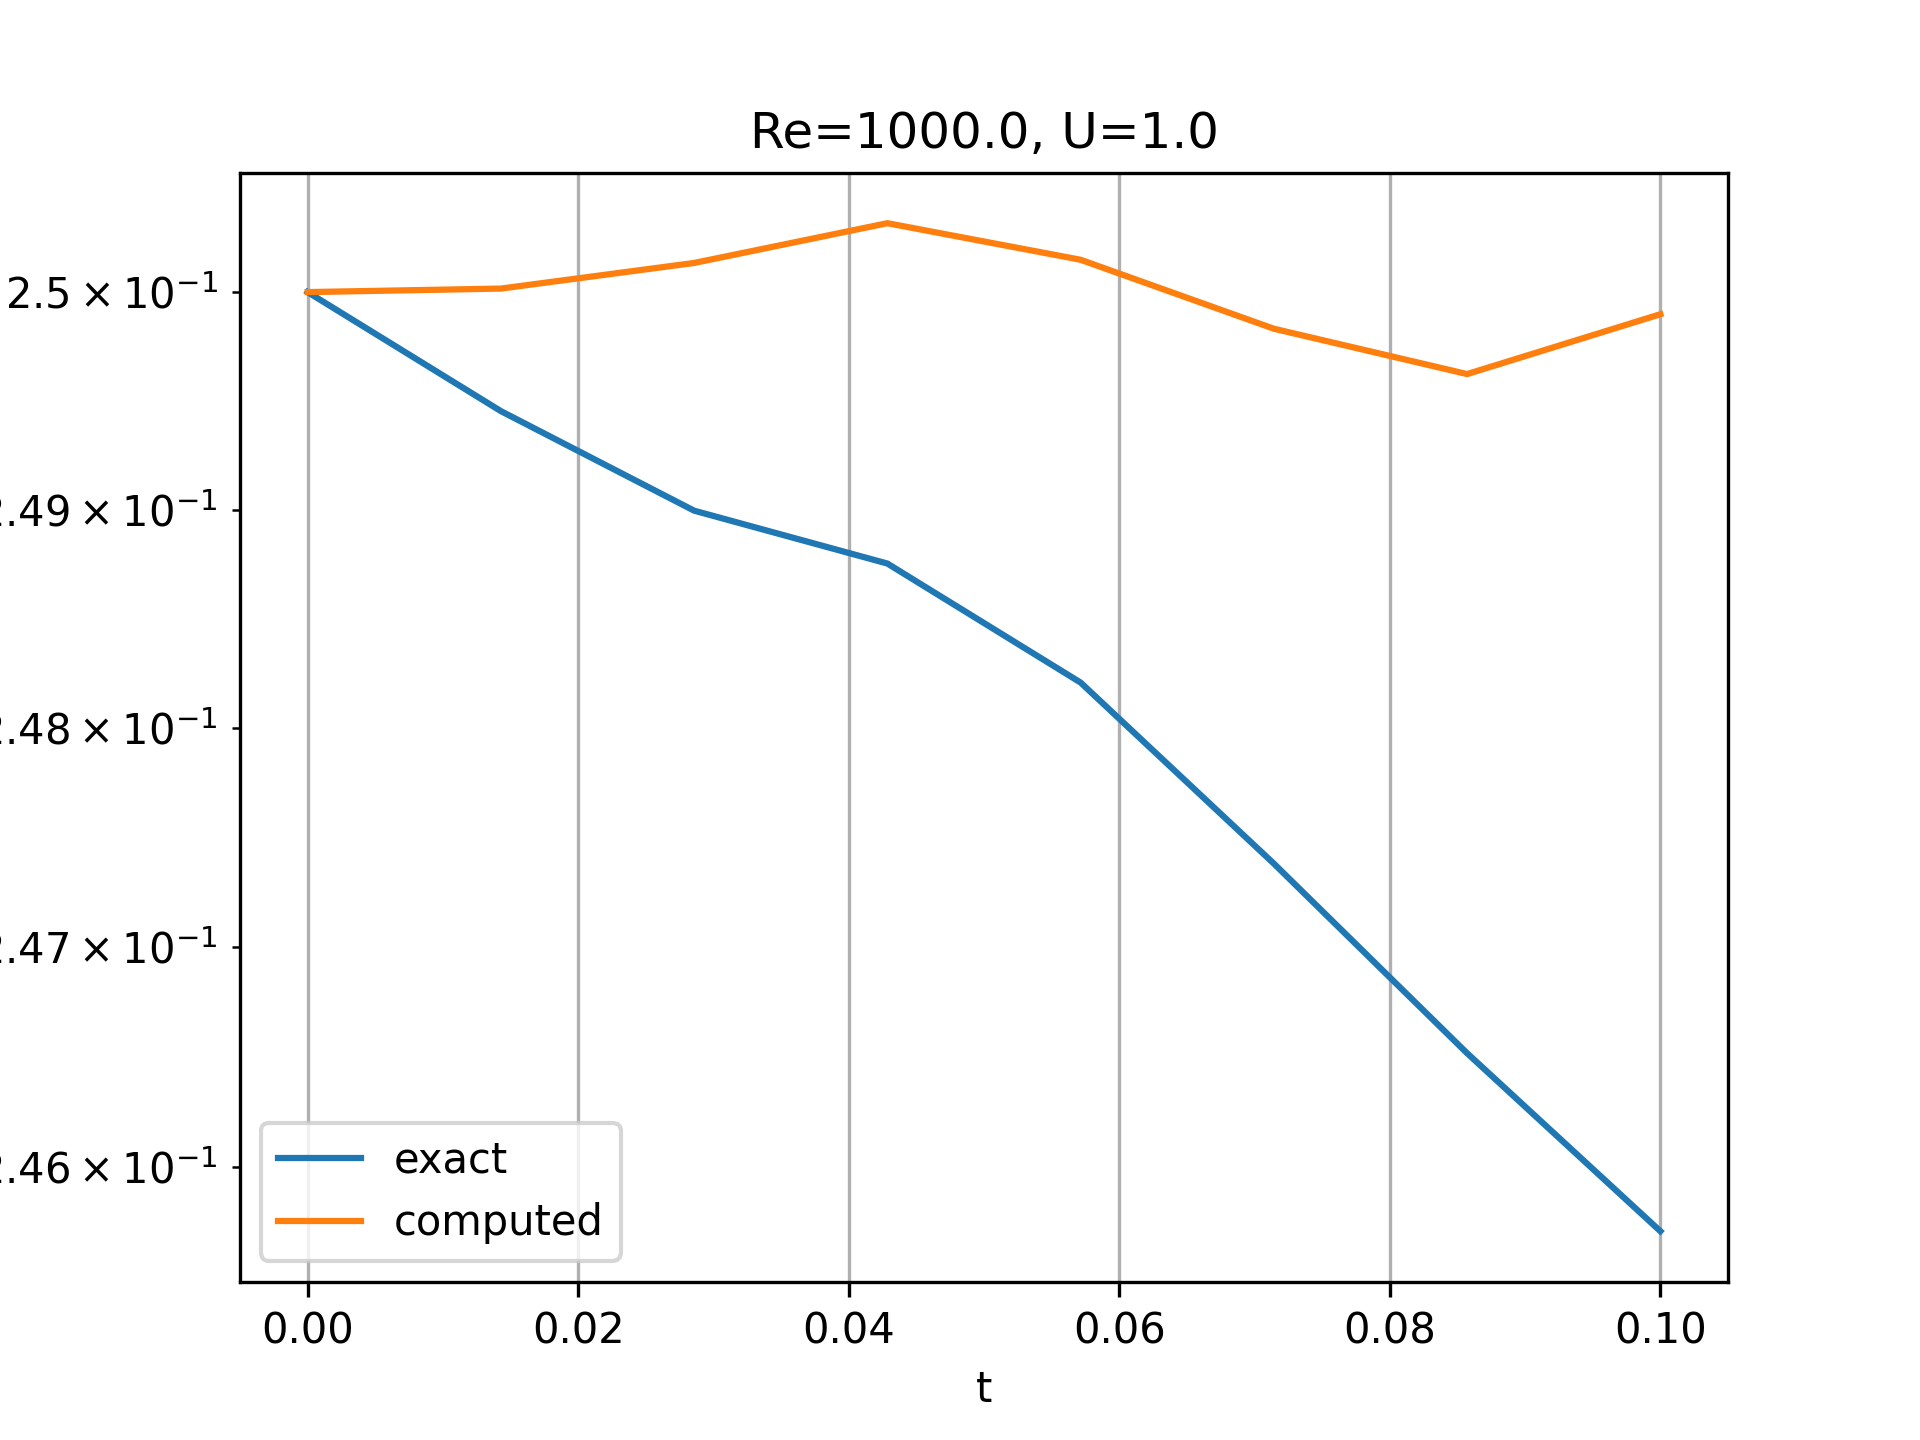 Re=1000.0, U=1.0
2.5 × 10⁻¹
.49 × 10⁻¹
.48 × 10⁻¹
.47 × 10⁻¹
.46 × 10⁻¹
exact
computed
0.00 0.02 0.04 0.06 0.08 0.10
t